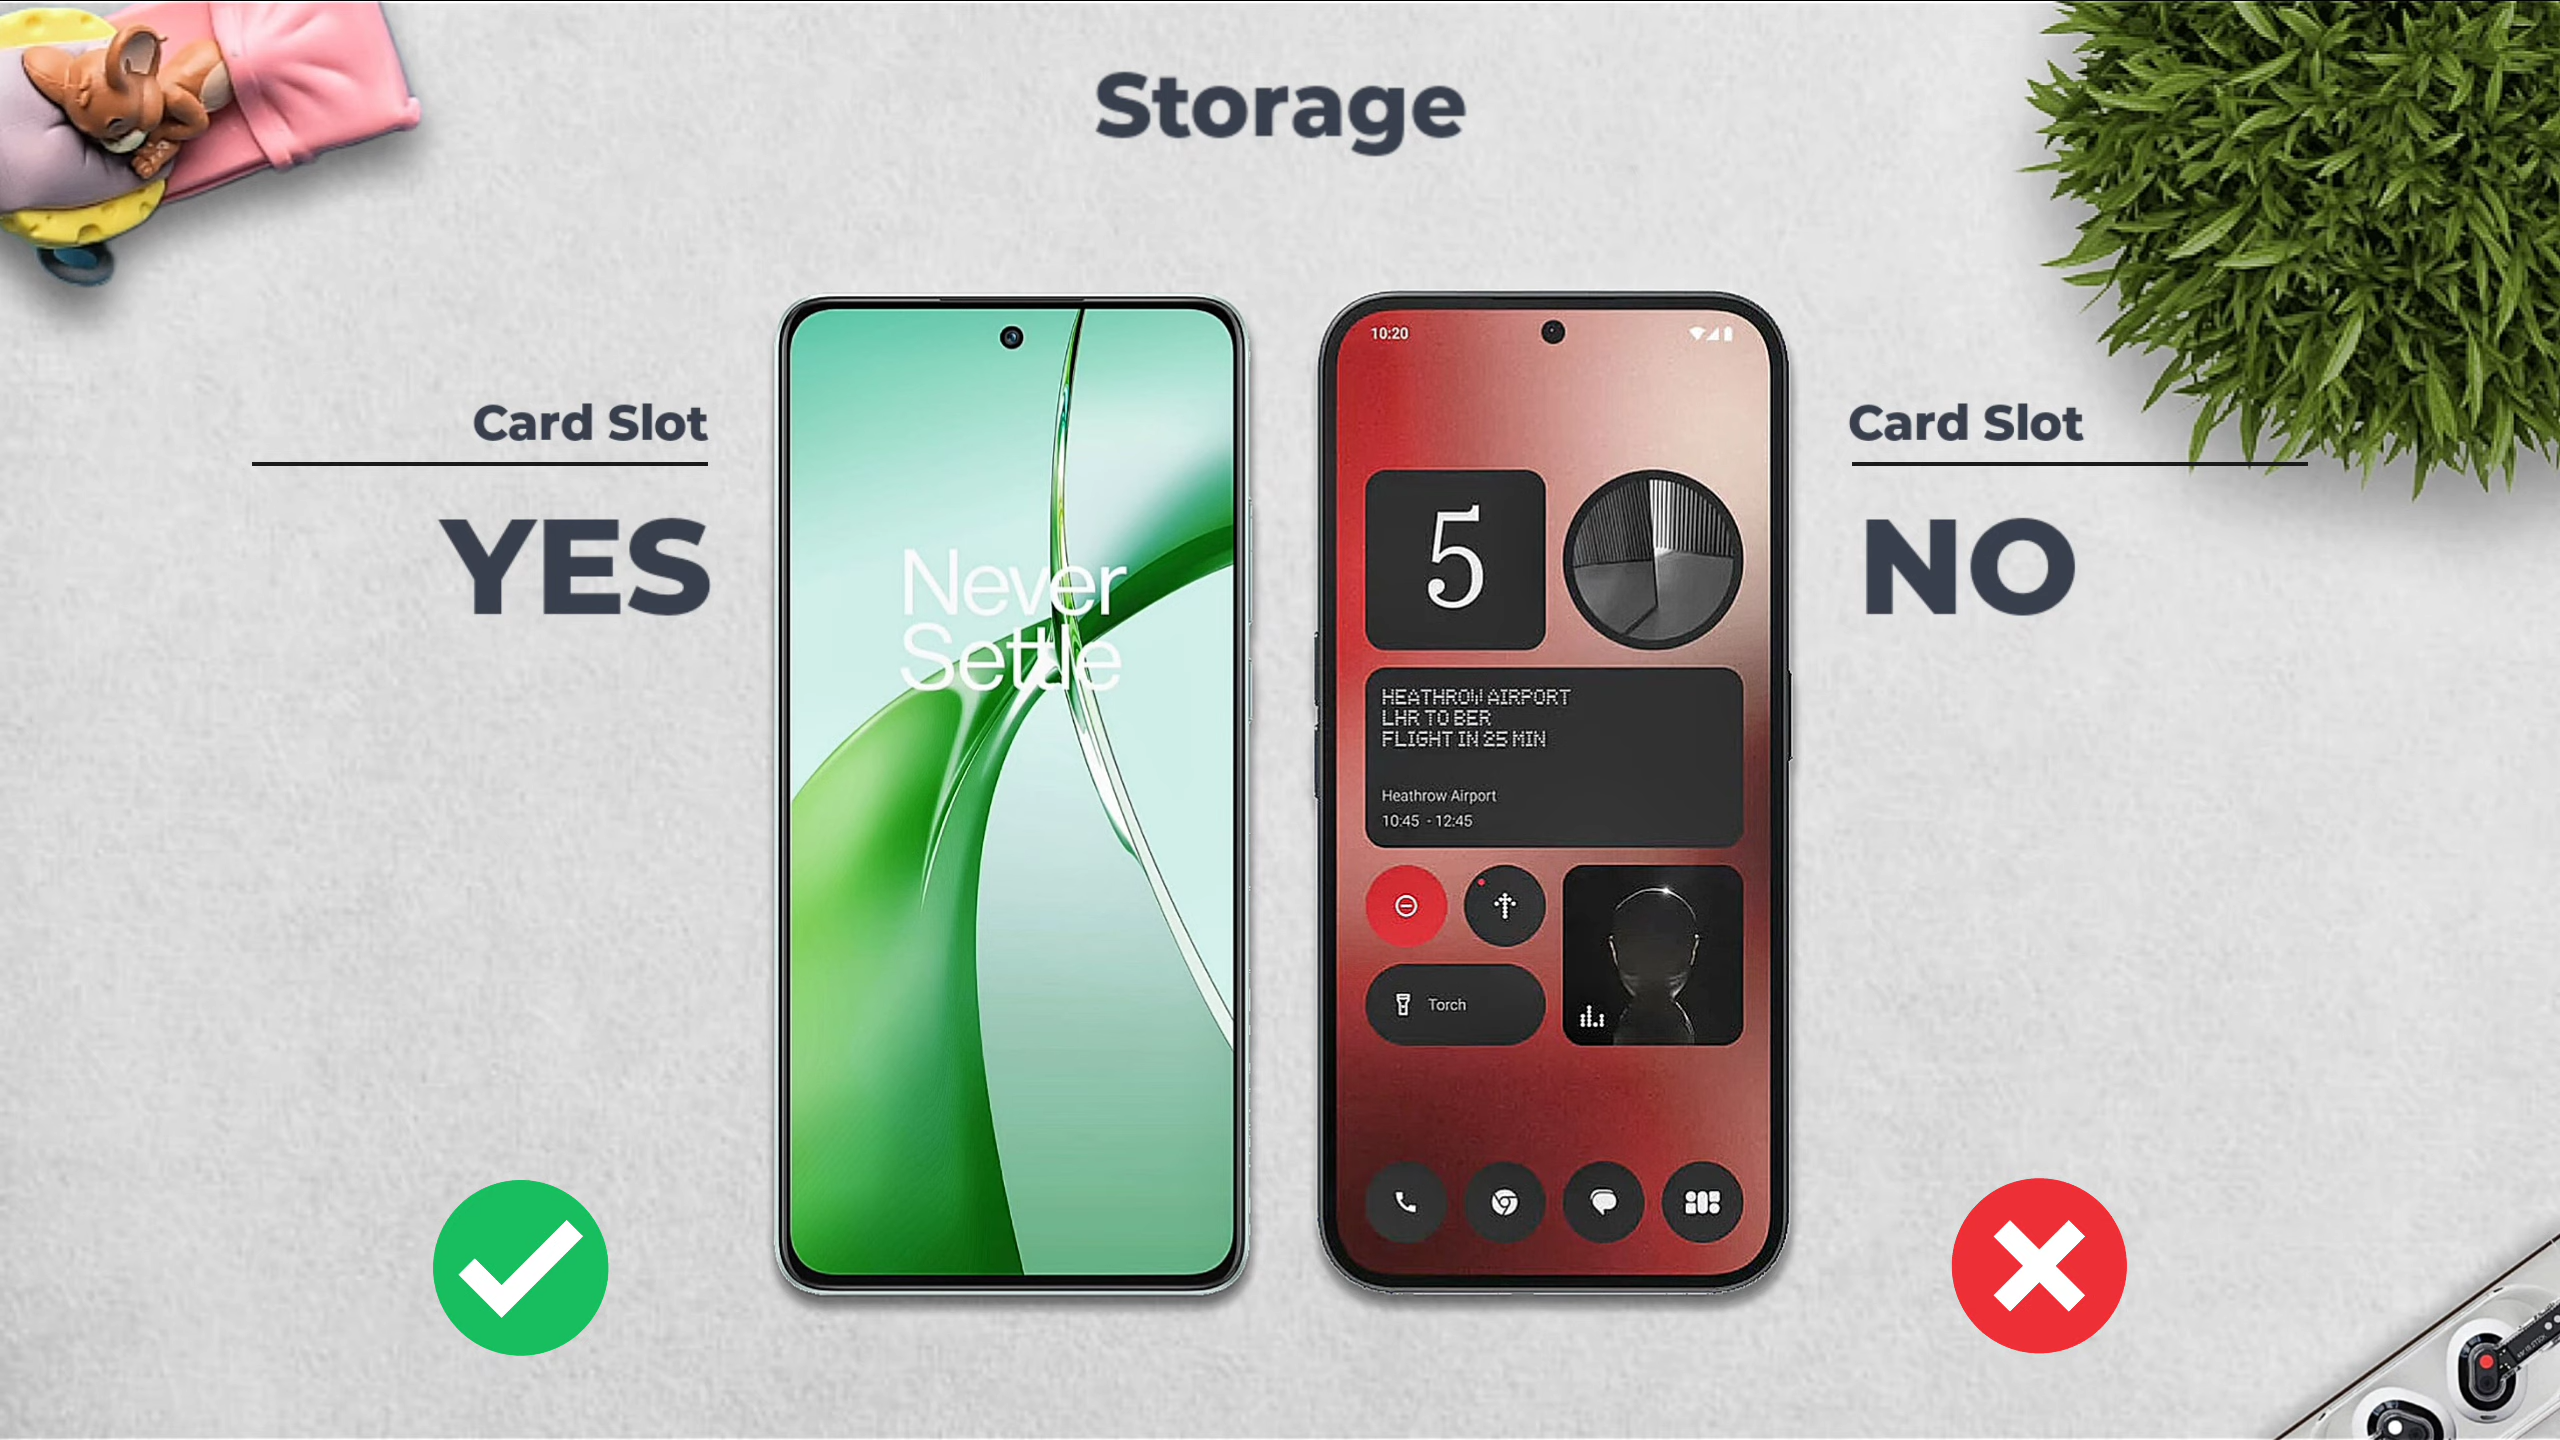 Storage
Card Slot
YES
Never
Settle
10:20
5
HEATHROW AIRPORT
LHR TO BER
FLIGHT IN 25 MIN
Heathrow Airport
10:45 - 12:45
Torch
Card Slot
NO